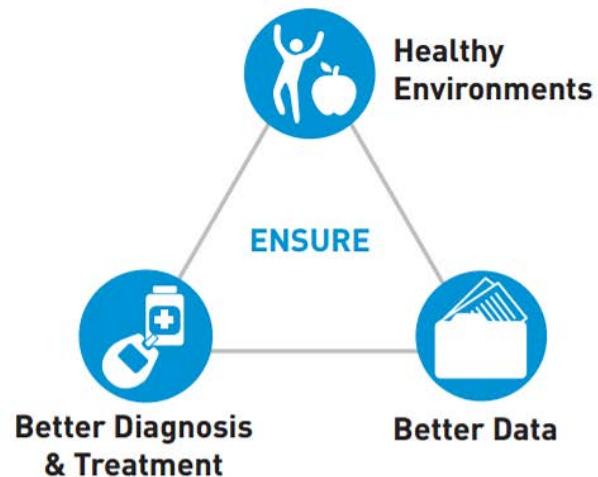 Healthy
Environments
ENSURE
Better Diagnosis
& Treatment
Better Data